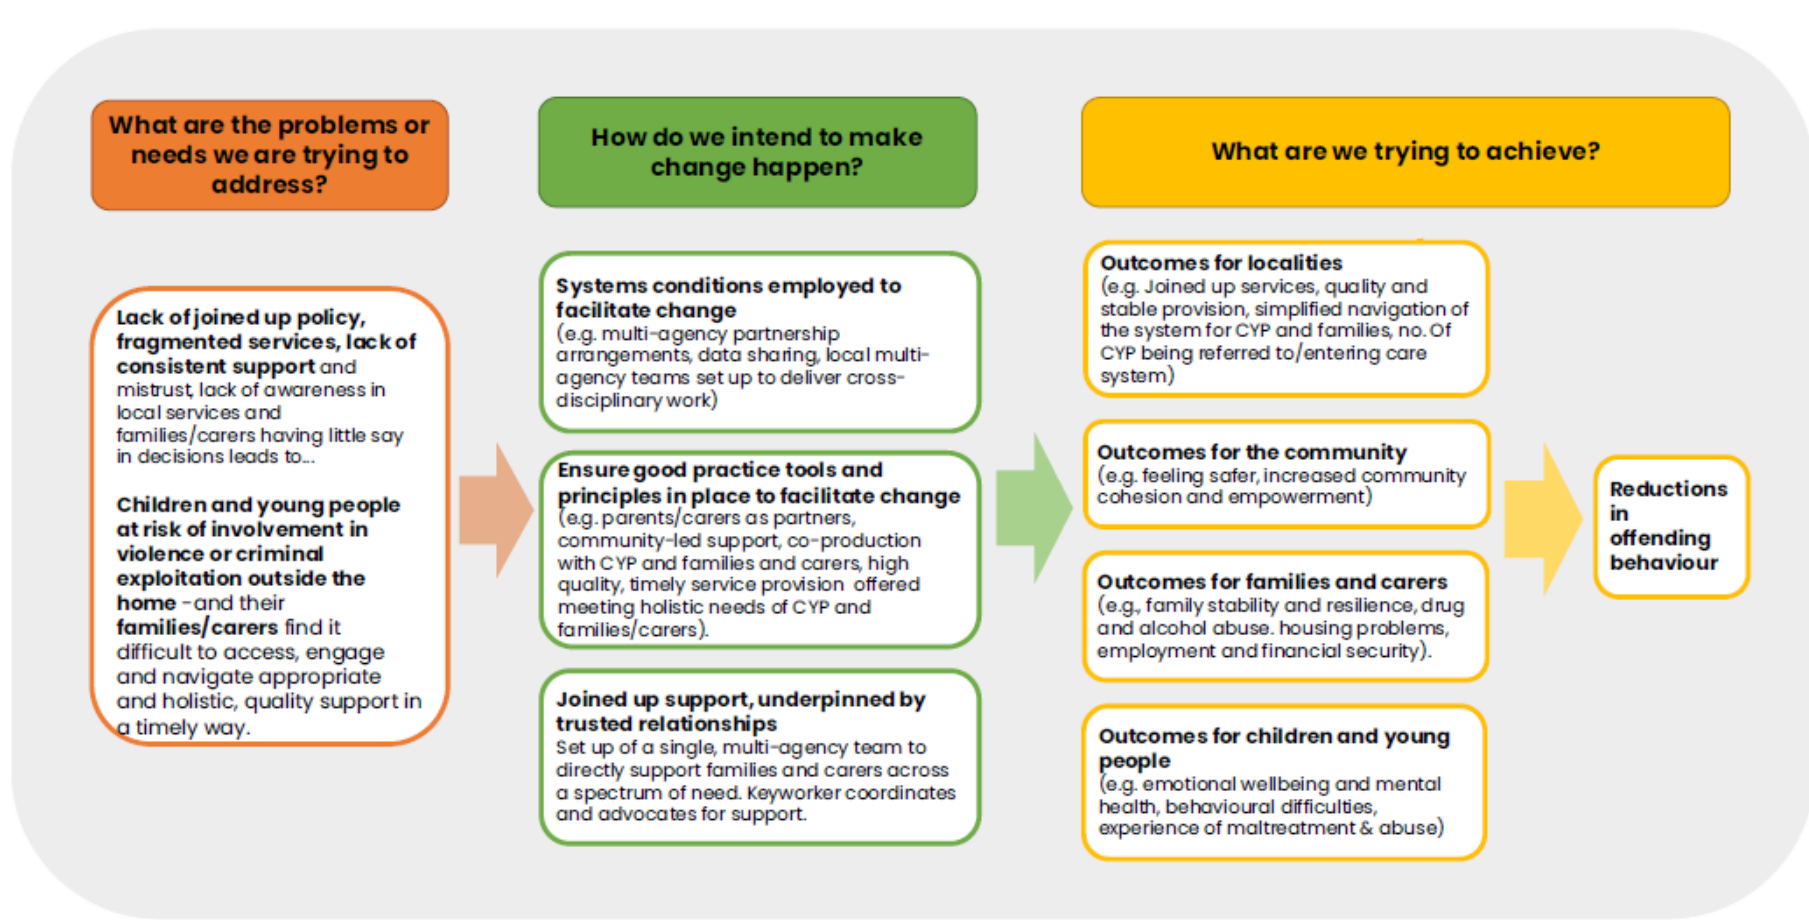 What are the problems or
needs we are trying to
address?
Lack of joined up policy,
fragmented services, lack of
consistent support and
mistrust, lack of awareness in
local services and
families/carers having little say
in decisions leads to...
Children and young people
at risk of involvement in
violence or criminal
exploitation outside the
home -and their
families/carers find it
difficult to access, engage
and navigate appropriate
and holistic, quality support in
a timely way.
How do we intend to make
change happen?
Systems conditions employed to
facilitate change
(e.g. multi-agency partnership
arrangements, data sharing, local multi-
agency teams set up to deliver cross-
disciplinary work)
Ensure good practice tools and
principles in place to facilitate change
(e.g. parents/carers as partners,
community-led support, co-production
with CYP and families and carers, high
quality, timely service provision offered
meeting holistic needs of CYP and
families/carers).
Joined up support, underpinned by
trusted relationships
Set up of a single, multi-agency team to
directly support families and carers across
a spectrum of need. Keyworker coordinates
and advocates for support.
What are we trying to achieve?
Outcomes for localities
(e.g. Joined up services, quality and
stable provision, simplified navigation of
the system for CYP and families, no. Of
CYP being referred to/entering care
system)
Outcomes for the community
(e.g. feeling safer, increased community
cohesion and empowerment)
Outcomes for families and carers
(e.g., family stability and resilience, drug
and alcohol abuse. housing problems,
employment and financial security).
Outcomes for children and young
people
(e.g. emotional wellbeing and mental
health, behavioural difficulties,
experience of maltreatment & abuse)
Reductions
in
offending
behaviour